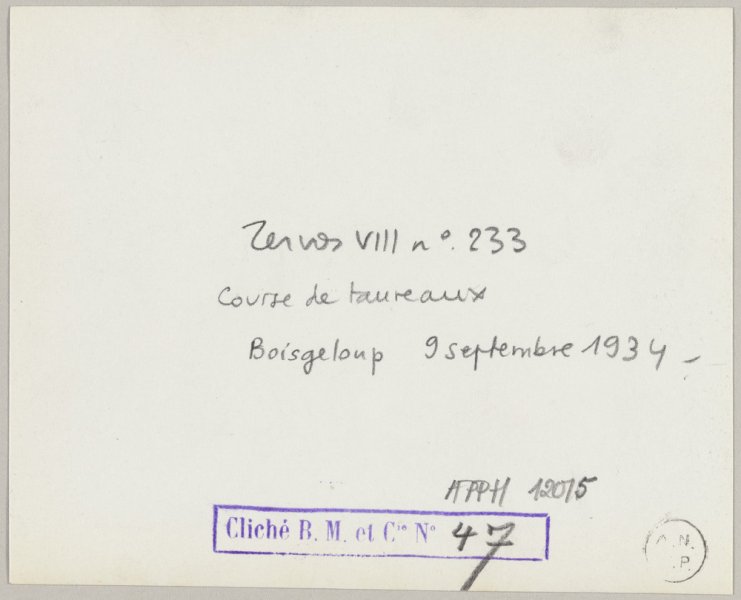 Zervos VIII n°. 233
Course de taureaux
Boisgeloup 9 septembre 1934 -
APPH 12015
Cliché B. M. et Cie N° 47
.N.
.P.